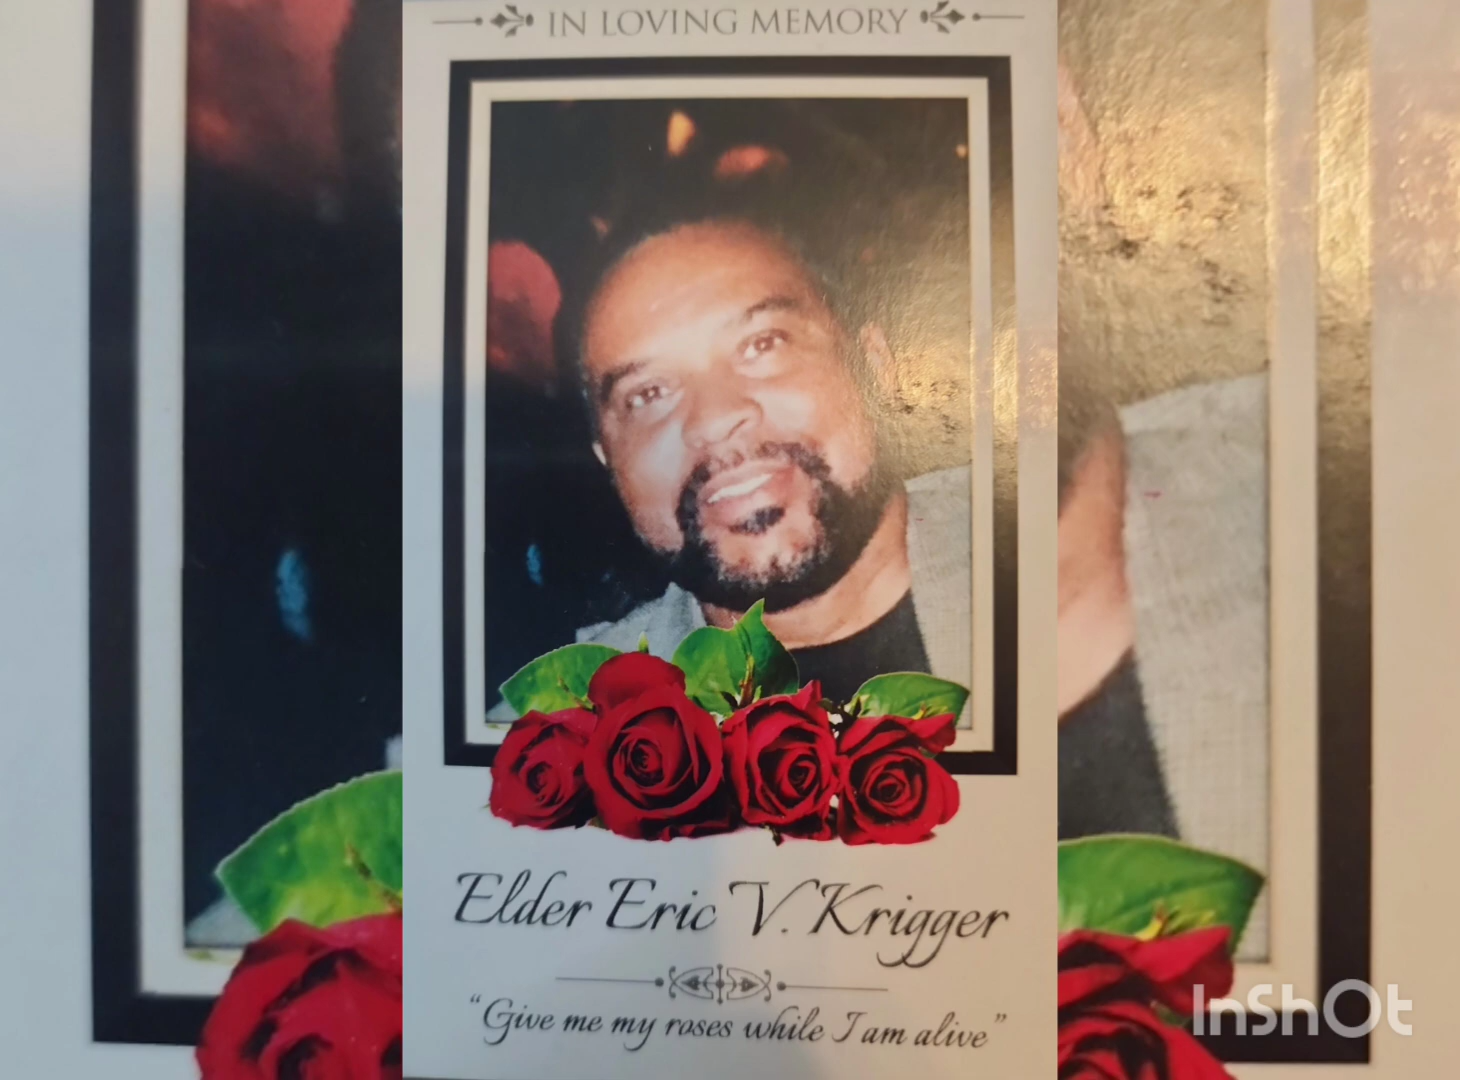 IN LOVING MEMORY
Elder Eric V. Krigger
"Give me my roses while I am alive"
InShOt